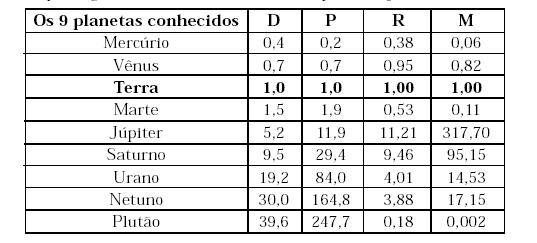 Os 9 planetas conhecidos D P R M
Mercúrio 0,4 0,2 0,38 0,06
Vênus 0,7 0,7 0,95 0,82
Terra 1,0 1,0 1,00 1,00
Marte 1,5 1,9 0,53 0,11
Júpiter 5,2 11,9 11,21 317,70
Saturno 9,5 29,4 9,46 95,15
Urano 19,2 84,0 4,01 14,53
Netuno 30,0 164,8 3,88 17,15
Plutão 39,6 247,7 0,18 0,002